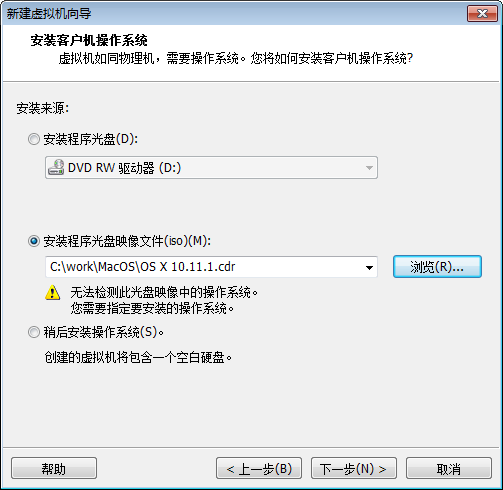 新建虚拟机向导
安装客户机操作系统
虚拟机如同物理机，需要操作系统。您将如何安装客户机操作系统?
安装来源:
安装程序光盘(D):
DVD RW 驱动器 (D:)
安装程序光盘映像文件(iso)(M):
C:\work\MacOS\OS X 10.11.1.cdr
浏览(R)...
无法检测此光盘映像中的操作系统。
您需要指定要安装的操作系统。
稍后安装操作系统(S)。
创建的虚拟机将包含一个空白硬盘。
帮助
< 上一步(B)
下一步(N) >
取消